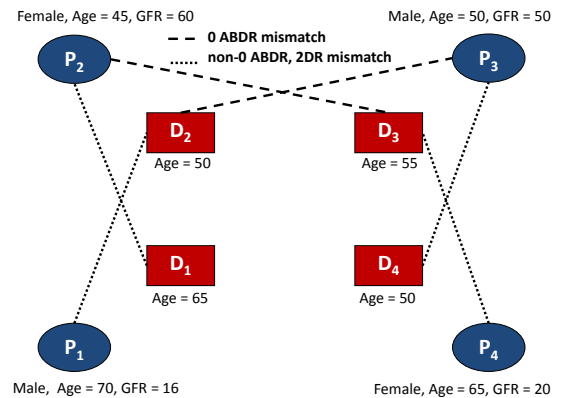 Female, Age = 45, GFR = 60
Male, Age = 50, GFR = 50
0 ABDR mismatch
non-0 ABDR, 2DR mismatch
P2
P3
D2
D3
Age = 50
Age = 55
D1
D4
Age = 65
Age = 50
P1
P4
Male, Age = 70, GFR = 16
Female, Age = 65, GFR = 20